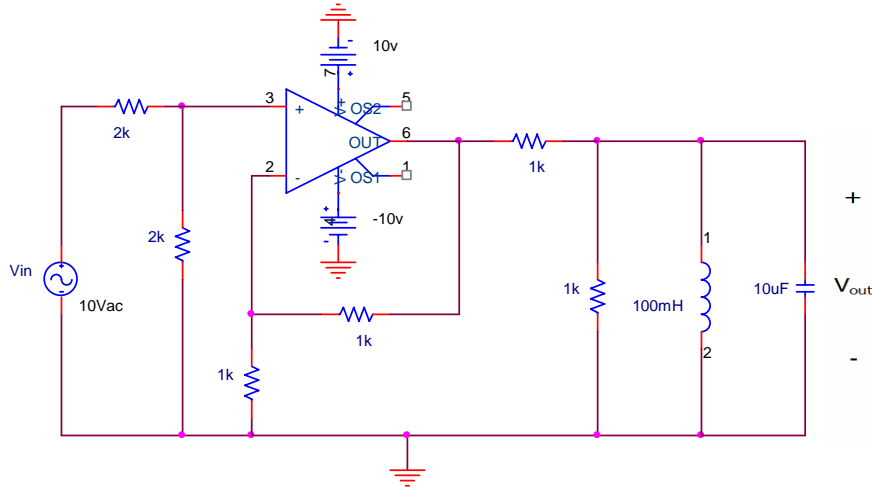 10v
7
3
5
+
V+
OS2
2k
OUT
6
2
1k
-
V-
OS1
1
4
-10v
+
2k
Vin
10Vac
1
1k
100mH
10uF
Vout
1k
2
-
1k